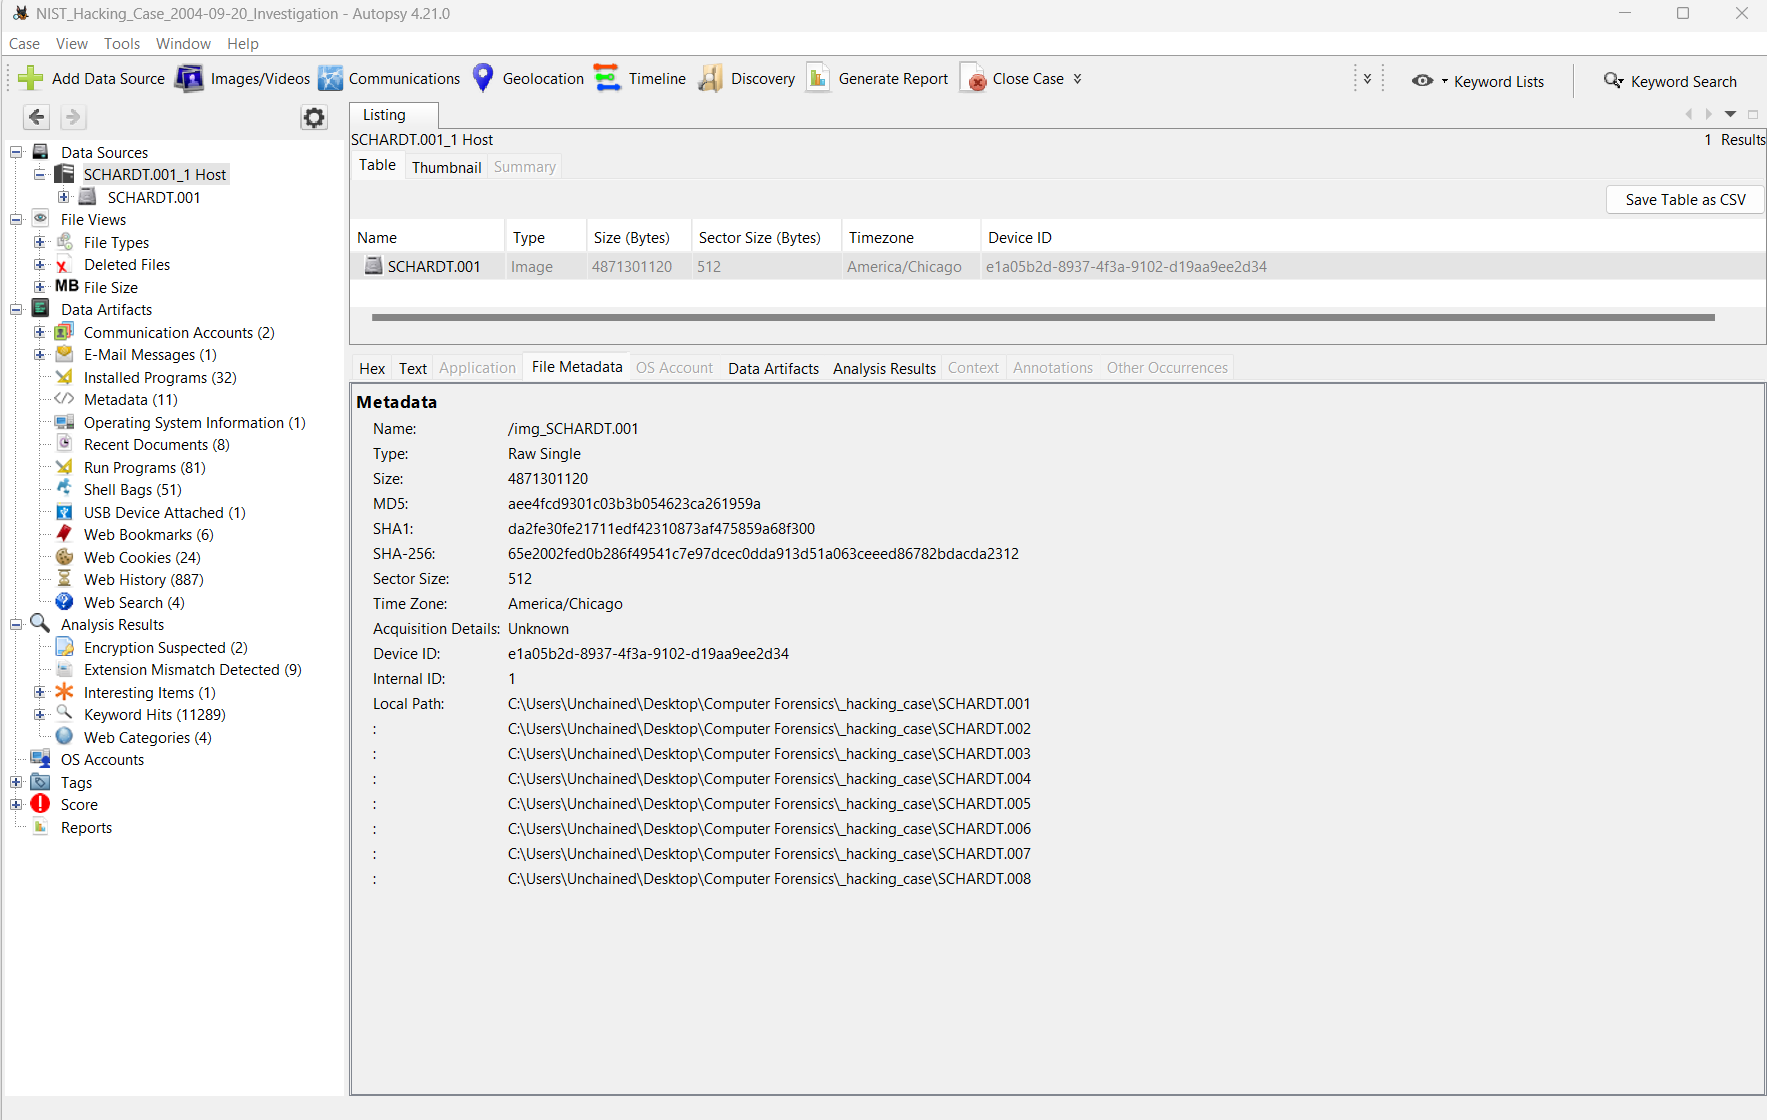 NIST_Hacking_Case_2004-09-20_Investigation - Autopsy 4.21.0
Case View Tools Window Help
Add Data Source Images/Videos Communications Geolocation Timeline Discovery Generate Report Close Case Keyword Lists Keyword Search
Data Sources
SCHARDT.001_1 Host
SCHARDT.001
File Views
File Types
Deleted Files
MB File Size
Data Artifacts
Communication Accounts (2)
E-Mail Messages (1)
Installed Programs (32)
Metadata (11)
Operating System Information (1)
Recent Documents (8)
Run Programs (81)
Shell Bags (51)
USB Device Attached (1)
Web Bookmarks (6)
Web Cookies (24)
Web History (887)
Web Search (4)
Analysis Results
Encryption Suspected (2)
Extension Mismatch Detected (9)
Interesting Items (1)
Keyword Hits (11289)
Web Categories (4)
OS Accounts
Tags
Score
Reports
Listing
SCHARDT.001_1 Host 1 Results
Table Thumbnail Summary
Save Table as CSV
Name Type Size (Bytes) Sector Size (Bytes) Timezone Device ID
SCHARDT.001 Image 4871301120 512 America/Chicago e1a05b2d-8937-4f3a-9102-d19aa9ee2d34
Hex Text Application File Metadata OS Account Data Artifacts Analysis Results Context Annotations Other Occurrences
Metadata
Name: /img_SCHARDT.001
Type: Raw Single
Size: 4871301120
MD5: aee4fcd9301c03b3b054623ca261959a
SHA1: da2fe30fe21711edf42310873af475859a68f300
SHA-256: 65e2002fed0b286f49541c7e97dcec0dda913d51a063ceeed86782bdacda2312
Sector Size: 512
Time Zone: America/Chicago
Acquisition Details: Unknown
Device ID: e1a05b2d-8937-4f3a-9102-d19aa9ee2d34
Internal ID: 1
Local Path: C:\Users\Unchained\Desktop\Computer Forensics\_hacking_case\SCHARDT.001
: C:\Users\Unchained\Desktop\Computer Forensics\_hacking_case\SCHARDT.002
: C:\Users\Unchained\Desktop\Computer Forensics\_hacking_case\SCHARDT.003
: C:\Users\Unchained\Desktop\Computer Forensics\_hacking_case\SCHARDT.004
: C:\Users\Unchained\Desktop\Computer Forensics\_hacking_case\SCHARDT.005
: C:\Users\Unchained\Desktop\Computer Forensics\_hacking_case\SCHARDT.006
: C:\Users\Unchained\Desktop\Computer Forensics\_hacking_case\SCHARDT.007
: C:\Users\Unchained\Desktop\Computer Forensics\_hacking_case\SCHARDT.008